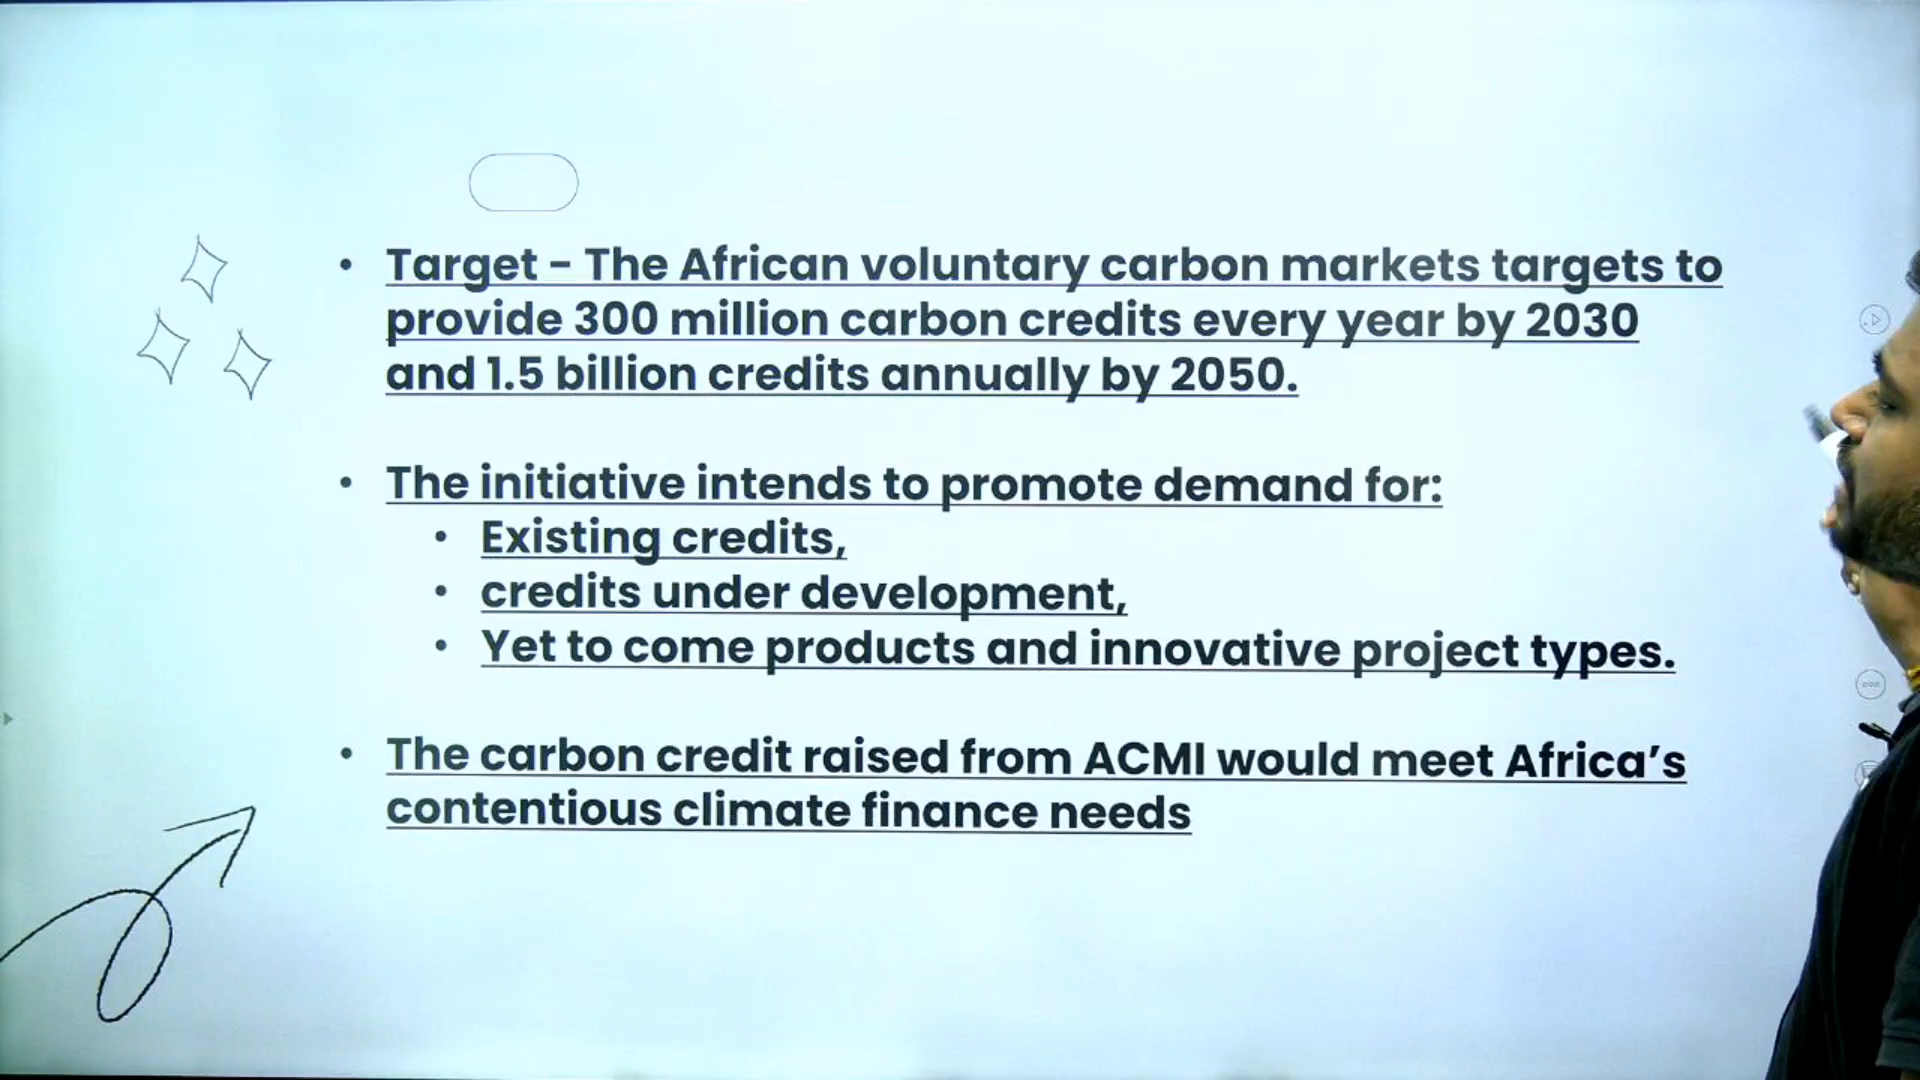 Target - The African voluntary carbon markets targets to
provide 300 million carbon credits every year by 2030
and 1.5 billion credits annually by 2050.
The initiative intends to promote demand for:
Existing credits,
credits under development,
Yet to come products and innovative project types.
The carbon credit raised from ACMI would meet Africa's
contentious climate finance needs